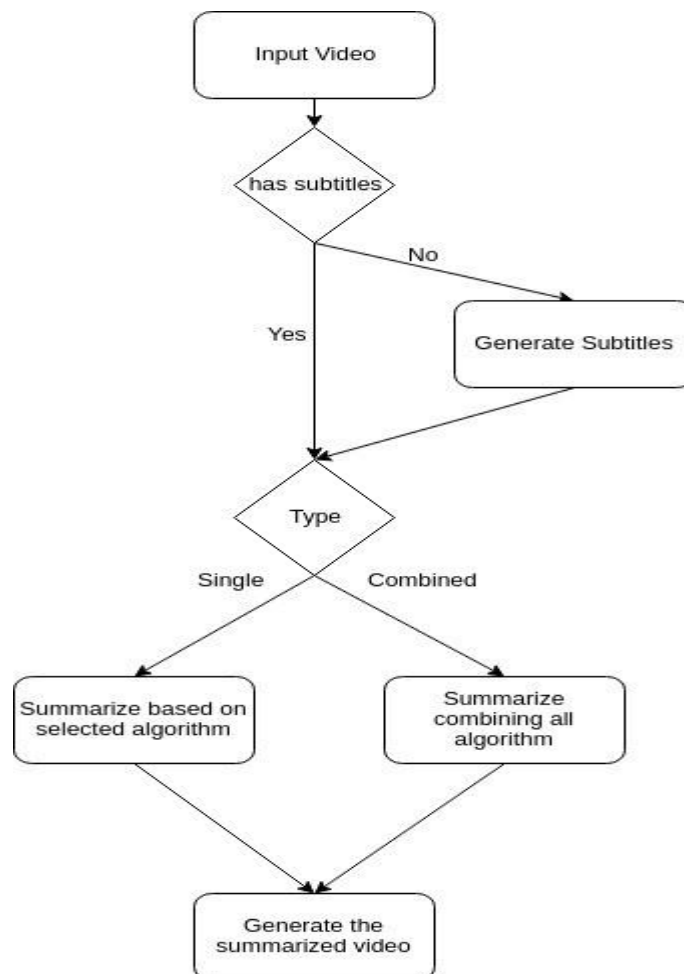 Input Video
has subtitles
No
Yes
Generate Subtitles
Type
Single
Combined
Summarize based on
selected algorithm
Summarize
combining all
algorithm
Generate the
summarized video